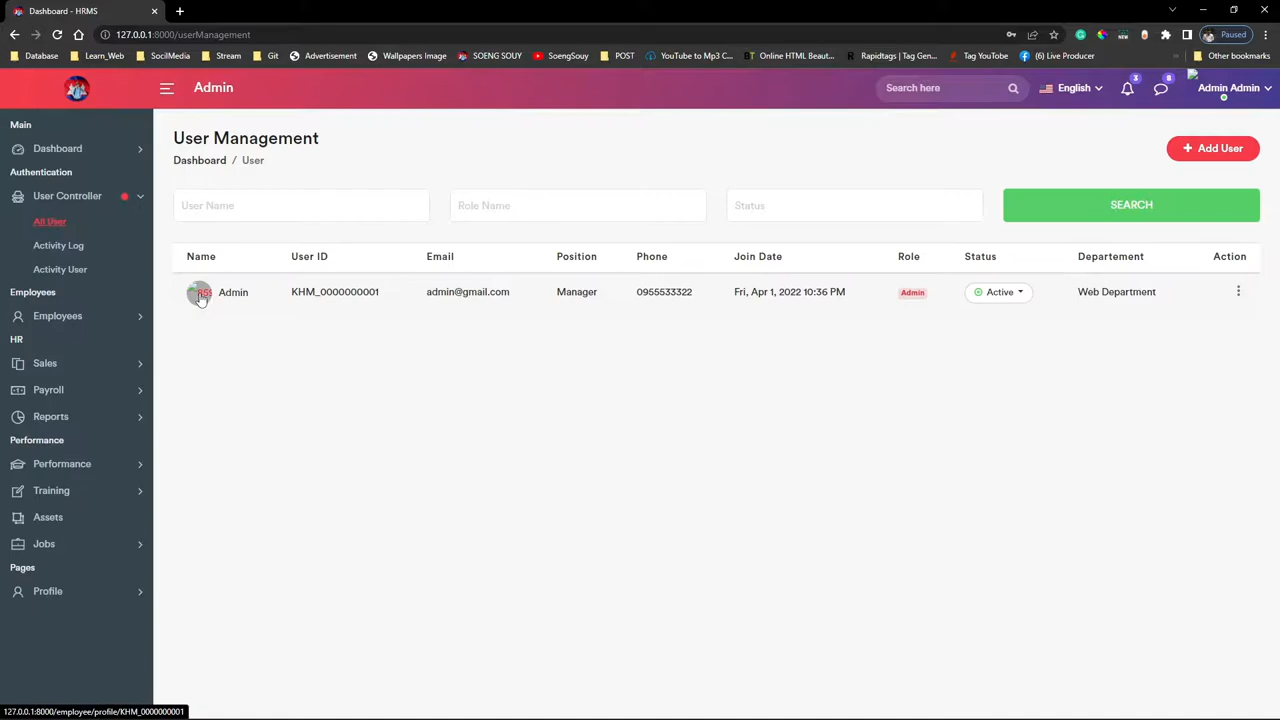 Dashboard - HRMS
127.0.0.1:8000/userManagement
Paused
Database
Learn_Web
SocilMedia
Stream
Git
Advertisement
Wallpapers Image
SOENG SOUY
SoengSouy
POST
YouTube to Mp3 C...
Online HTML Beaut...
Rapidtags | Tag Gen...
Tag YouTube
(6) Live Producer
Other bookmarks
Admin
Search here
English
3
8
Admin Admin
Main
Dashboard
Authentication
User Controller
All User
Activity Log
Activity User
Employees
Employees
HR
Sales
Payroll
Reports
Performance
Performance
Training
Assets
Jobs
Pages
Profile
User Management
Dashboard / User
+ Add User
User Name
Role Name
Status
SEARCH
Name User ID Email Position Phone Join Date Role Status Departement Action
Admin KHM_0000000001 admin@gmail.com Manager 0955533322 Fri, Apr 1, 2022 10:36 PM Admin Active Web Department
127.0.0.1:8000/employee/profile/KHM_0000000001